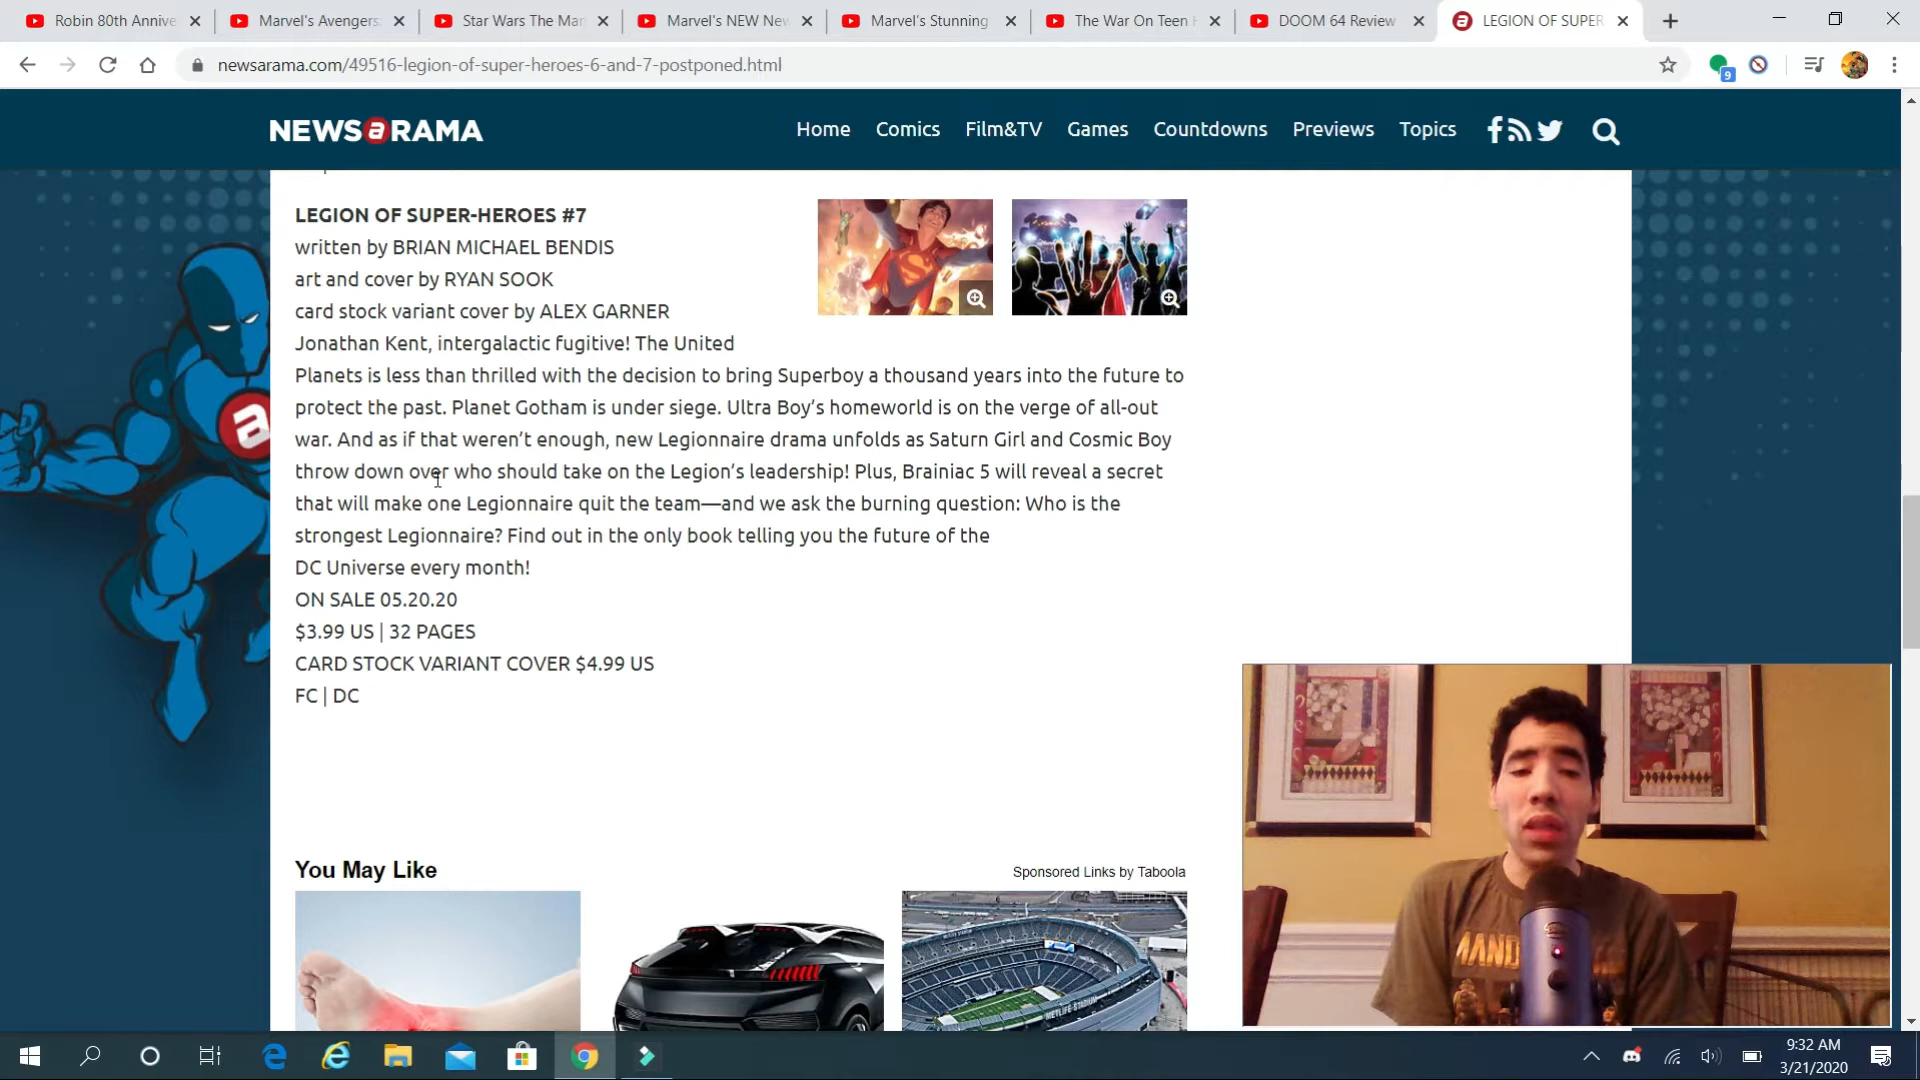 Robin 80th Annive
Marvel's Avengers
Star Wars The Man
Marvel's NEW New
Marvel's Stunning
The War On Teen
DOOM 64 Review
LEGION OF SUPER
newsarama.com/49516-legion-of-super-heroes-6-and-7-postponed.html
9
NEWSaRAMA
Home
Comics
Film&TV
Games
Countdowns
Previews
Topics
LEGION OF SUPER-HEROES #7
written by BRIAN MICHAEL BENDIS
art and cover by RYAN SOOK
card stock variant cover by ALEX GARNER
Jonathan Kent, intergalactic fugitive! The United
Planets is less than thrilled with the decision to bring Superboy a thousand years into the future to
protect the past. Planet Gotham is under siege. Ultra Boy's homeworld is on the verge of all-out
war. And as if that weren't enough, new Legionnaire drama unfolds as Saturn Girl and Cosmic Boy
throw down over who should take on the Legion's leadership! Plus, Brainiac 5 will reveal a secret
that will make one Legionnaire quit the team—and we ask the burning question: Who is the
strongest Legionnaire? Find out in the only book telling you the future of the
DC Universe every month!
ON SALE 05.20.20
$3.99 US | 32 PAGES
CARD STOCK VARIANT COVER $4.99 US
FC | DC
You May Like
Sponsored Links by Taboola
METLIFE STADIUM
MAND
9:32 AM
3/21/2020